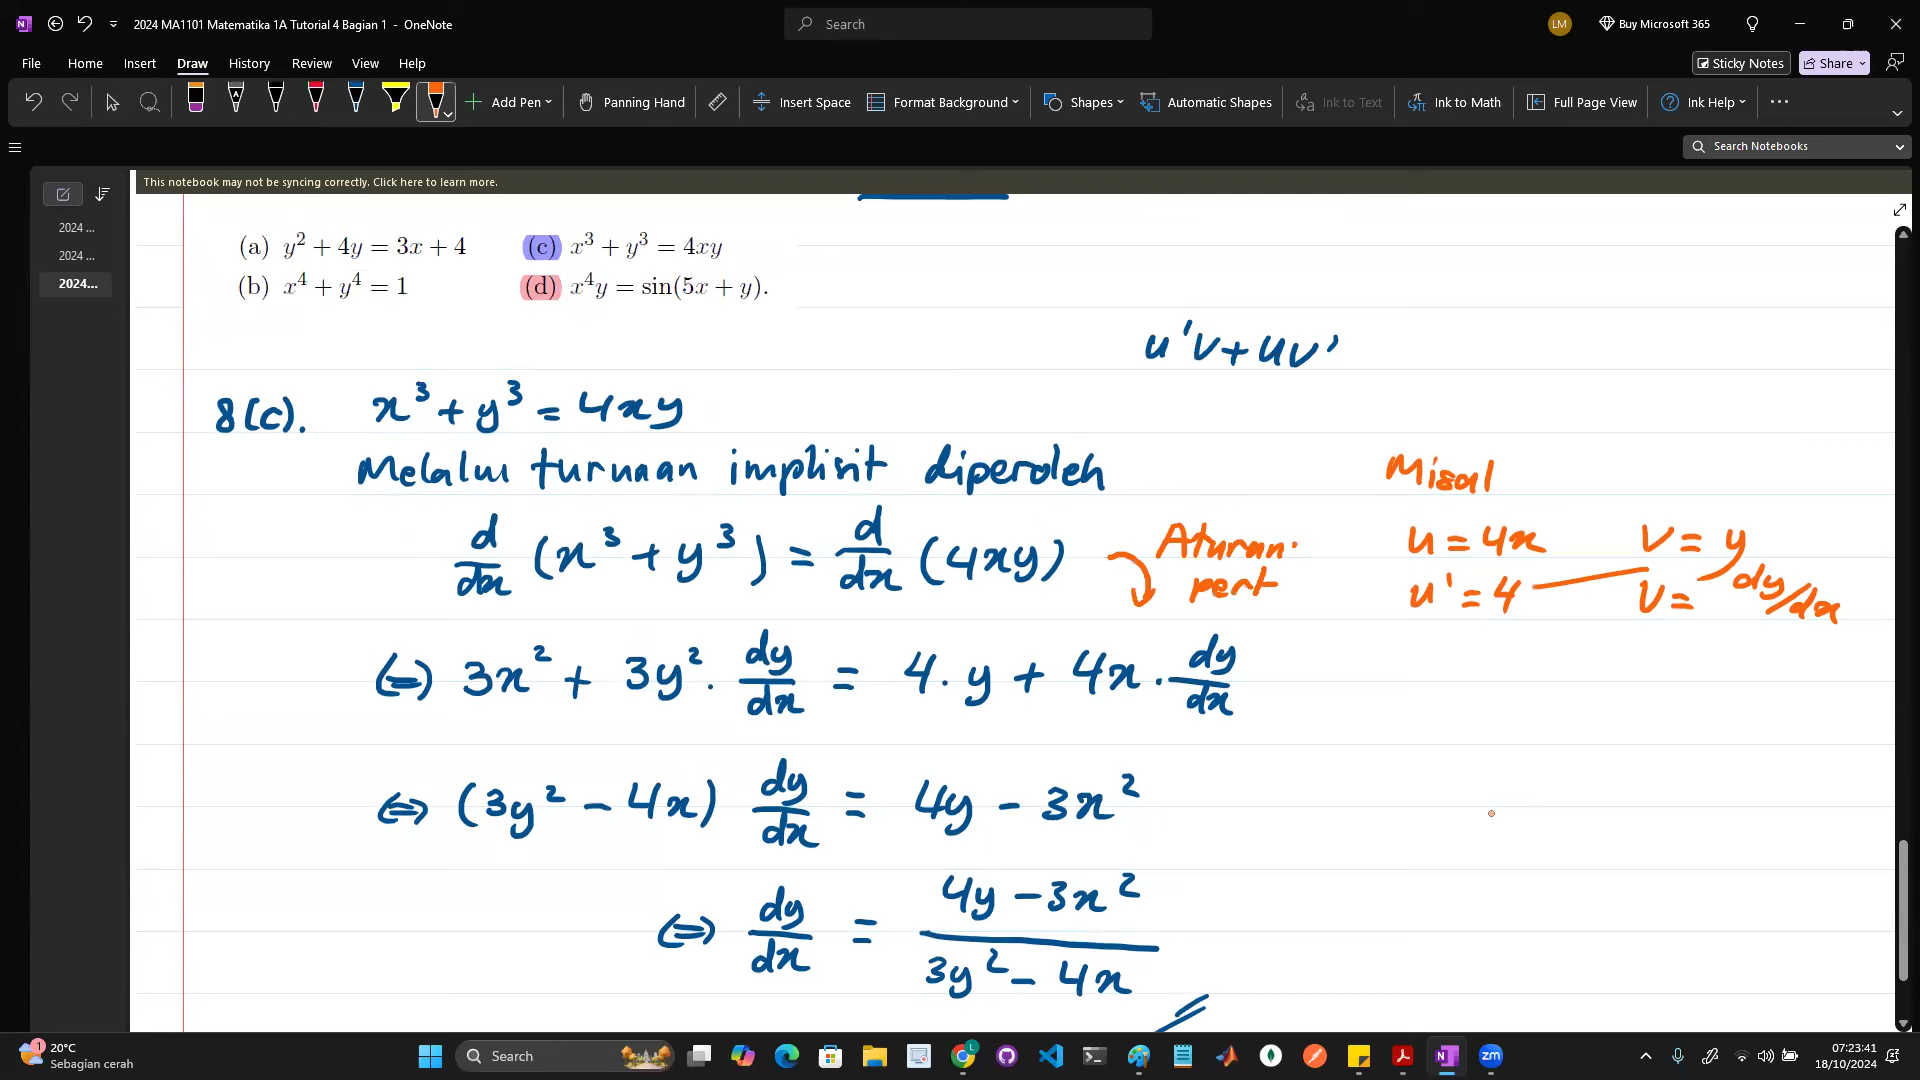 2024 MA1101 Matematika 1A Tutorial 4 Bagian 1 - OneNote
Search
LM
Buy Microsoft 365
File Home Insert Draw History Review View Help
Sticky Notes
Share
Add Pen
Panning Hand
Insert Space
Format Background
Shapes
Automatic Shapes
Ink to Text
Ink to Math
Full Page View
Ink Help
Search Notebooks
This notebook may not be syncing correctly. Click here to learn more.
2024 ...
2024 ...
2024...
(a) y² + 4y = 3x + 4 (c) x³ + y³ = 4xy
(b) x⁴ + y⁴ = 1 (d) x⁴y = sin(5x + y).
u'v + uv'
8(c). x³ + y³ = 4xy
Melalui turunan implisit diperoleh
Misal
d/dx (x³ + y³) = d/dx (4xy)
Aturan
pert
u = 4x v = y
u' = 4 v = dy/dx
(=) 3x² + 3y² . dy/dx = 4 . y + 4x . dy/dx
⇔ (3y² - 4x) dy/dx = 4y - 3x²
⇔ dy/dx = (4y - 3x²)/(3y² - 4x)
1
20°C
Sebagian cerah
Search
07:23:41
18/10/2024